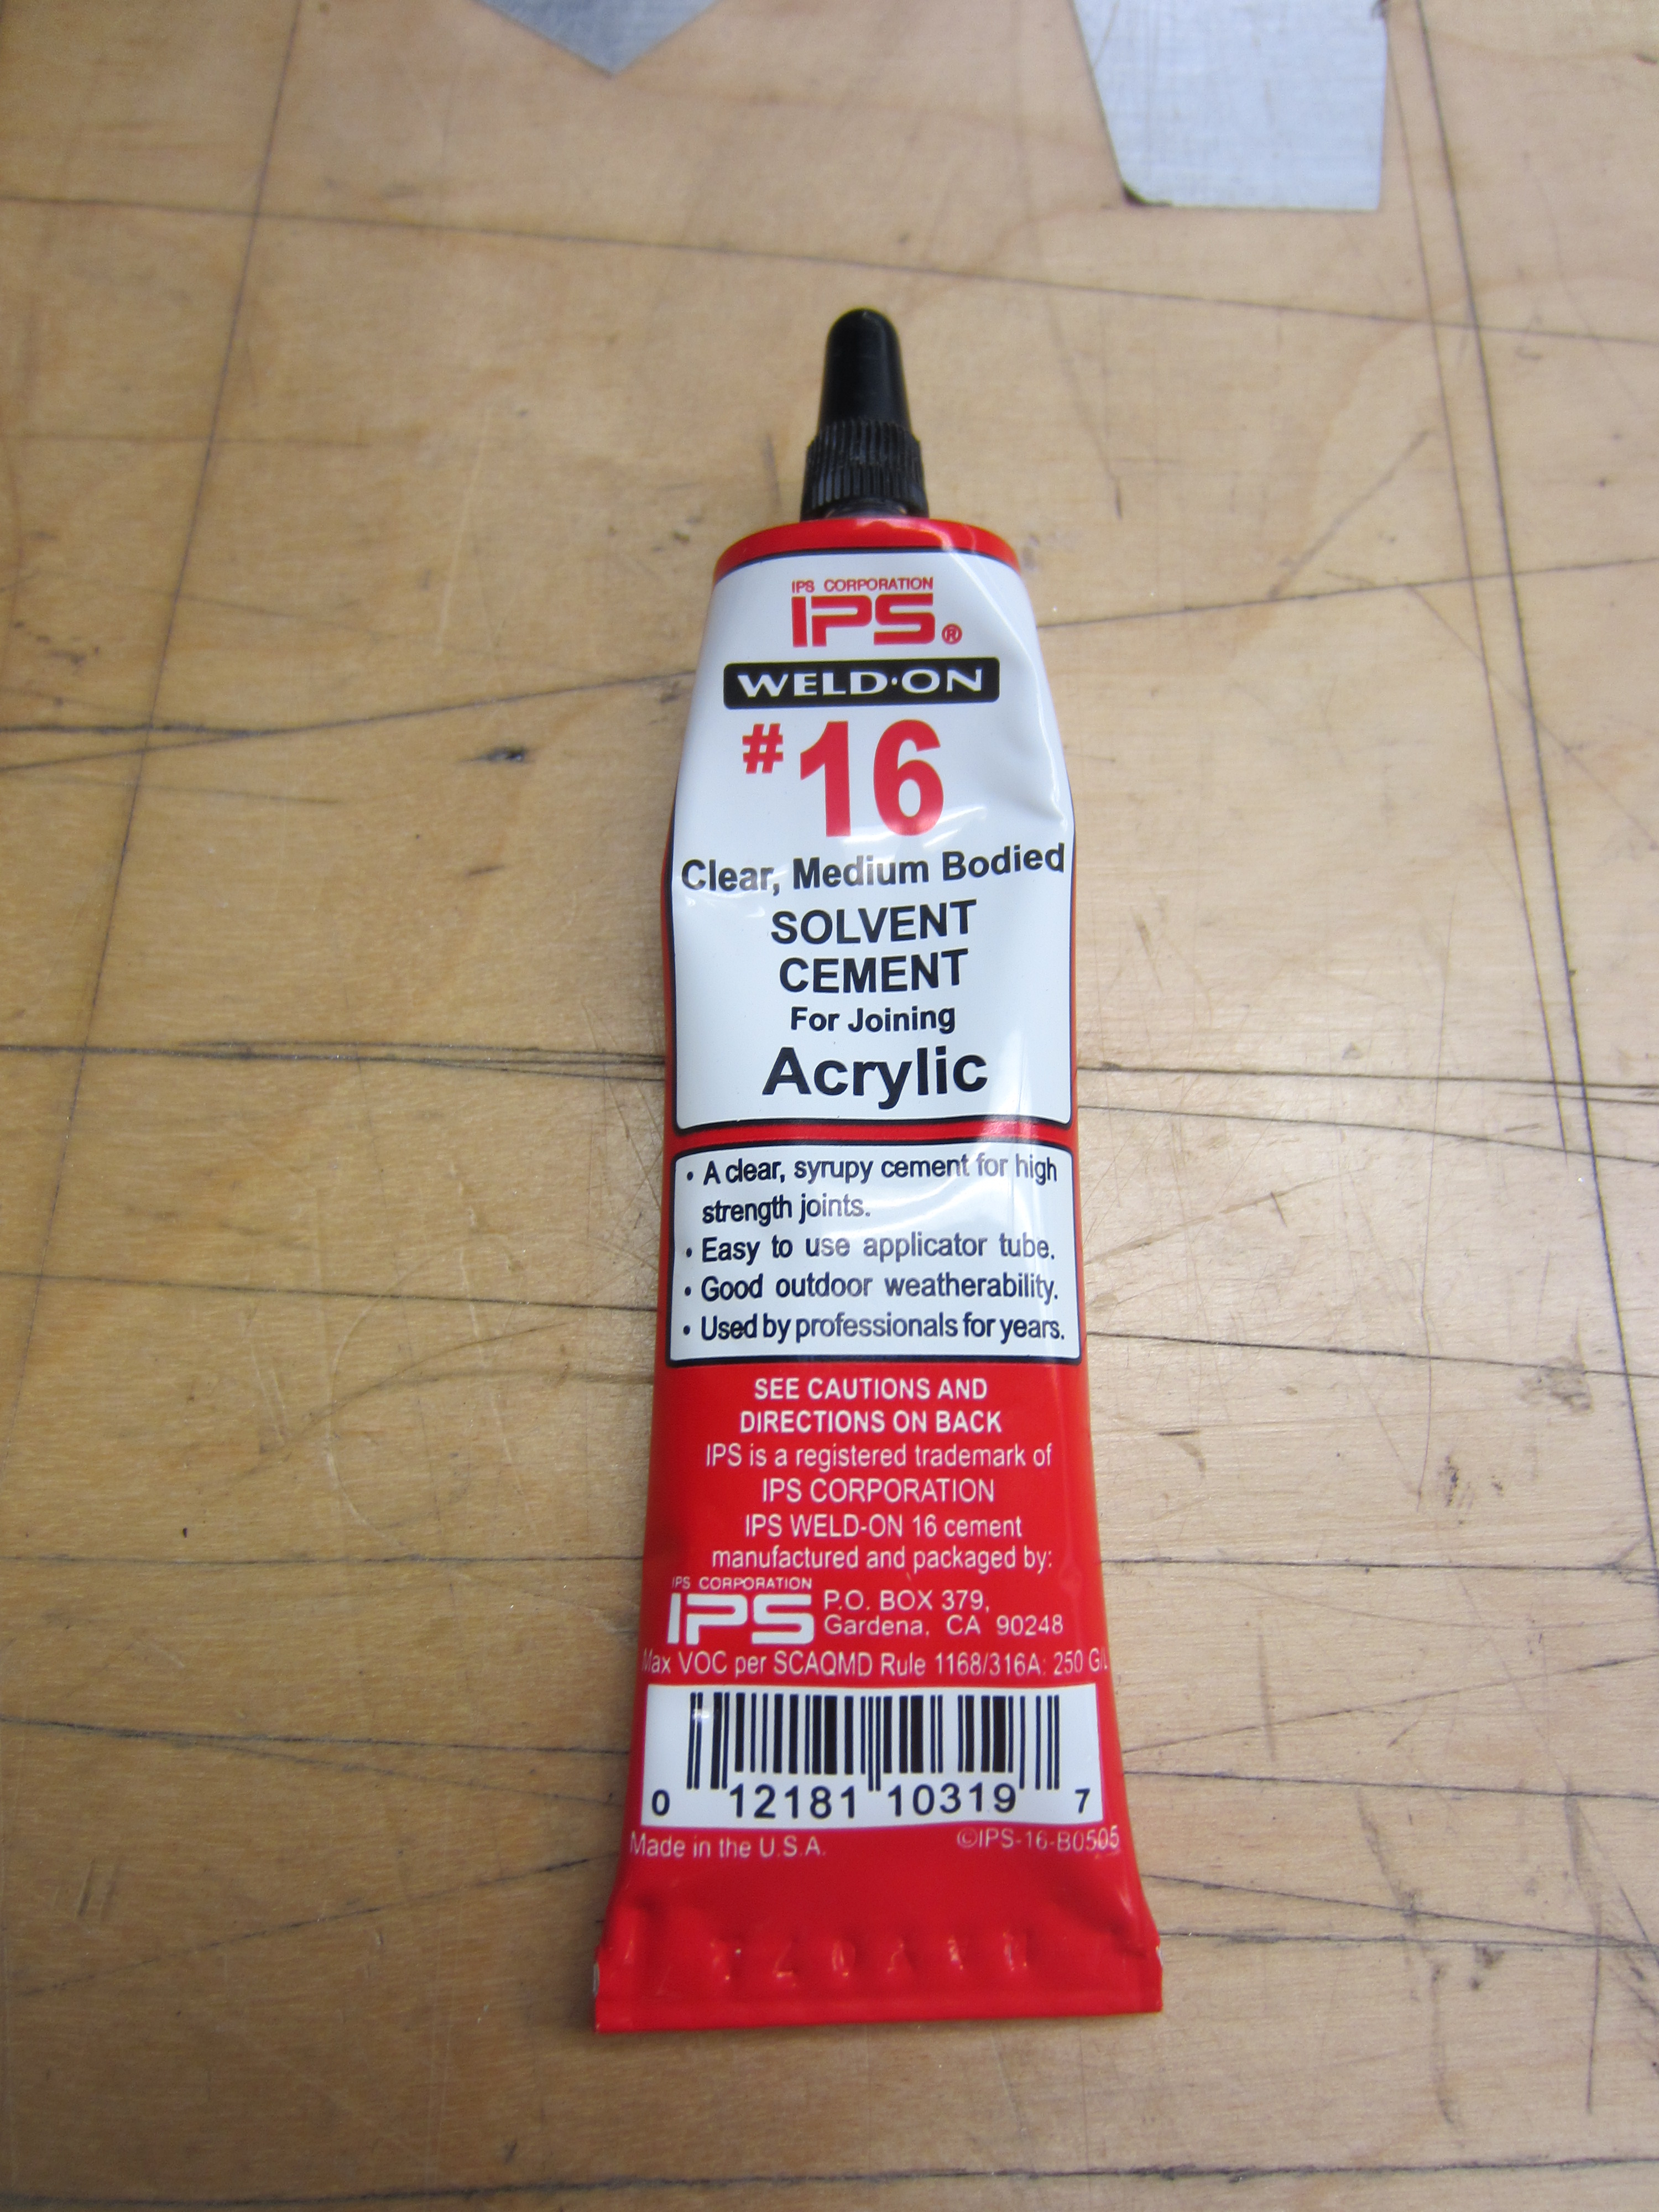 IPS CORPORATION
IPS®
WELD·ON
#16
Clear, Medium Bodied
SOLVENT
CEMENT
For Joining
Acrylic
• A clear, syrupy cement for high
strength joints.
• Easy to use applicator tube.
• Good outdoor weatherability.
• Used by professionals for years.
SEE CAUTIONS AND
DIRECTIONS ON BACK
IPS is a registered trademark of
IPS CORPORATION
IPS WELD-ON 16 cement
manufactured and packaged by:
IPS CORPORATION
IPS
P.O. BOX 379,
Gardena, CA 90248
Max VOC per SCAQMD Rule 1168/316A: 250 G/L
0 12181 10319 7
Made in the U.S.A. ©IPS-16-B0505